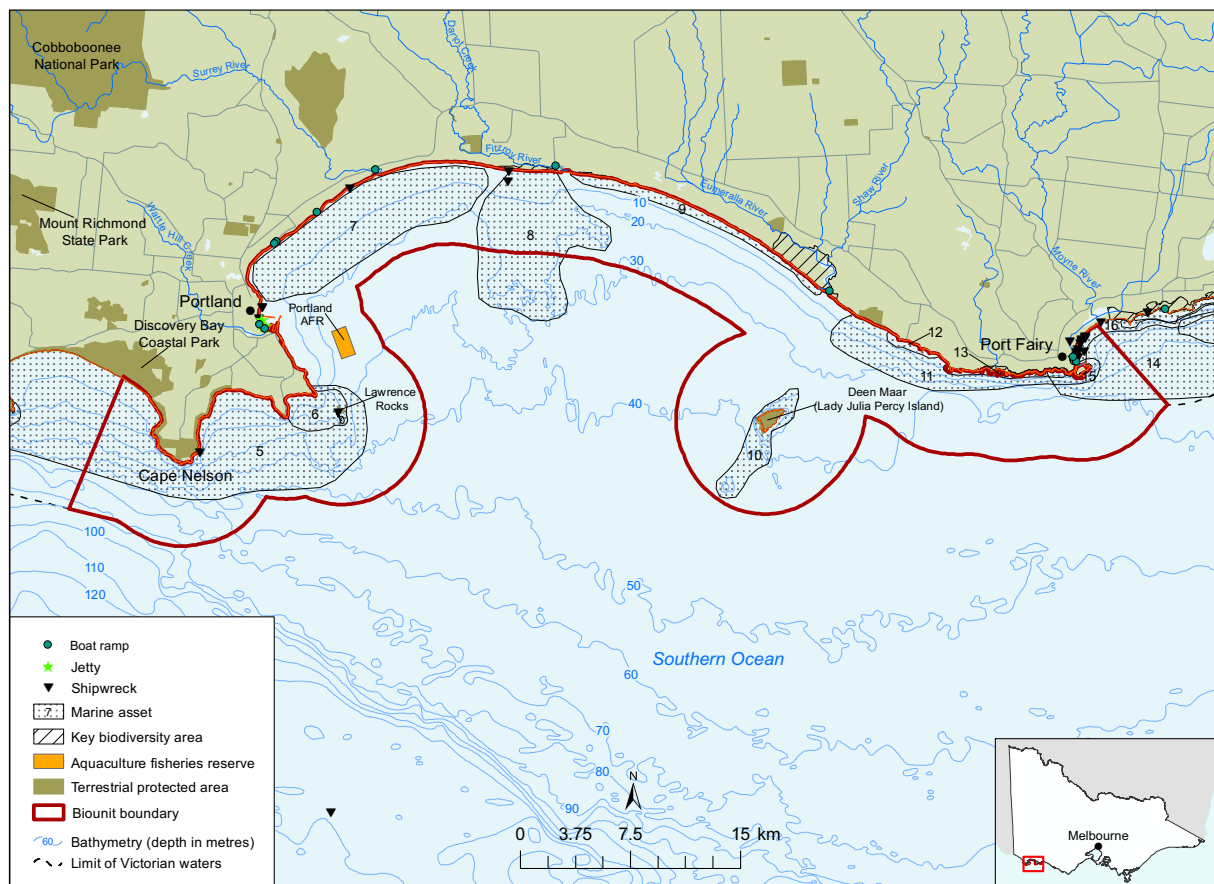 Cobboboonee
National Park
Surrey River
Darlot Creek
Fitzroy River
Eumeralla River
Shaw River
Moyne River
Mount Richmond
State Park
Wattle Hill Creek
7
8
9
10
20
30
Portland
Portland
AFR
Discovery Bay
Coastal Park
Lawrence
Rocks
6
6
5
Cape Nelson
12
13
11
Port Fairy
16
14
15
Deen Maar
(Lady Julia Percy Island)
40
10
100
110
120
50
60
70
80
90
Southern Ocean
Boat ramp
Jetty
Shipwreck
7
Marine asset
Key biodiversity area
Aquaculture fisheries reserve
Terrestrial protected area
Biounit boundary
60
Bathymetry (depth in metres)
Limit of Victorian waters
N
0 3.75 7.5 15 km
Melbourne